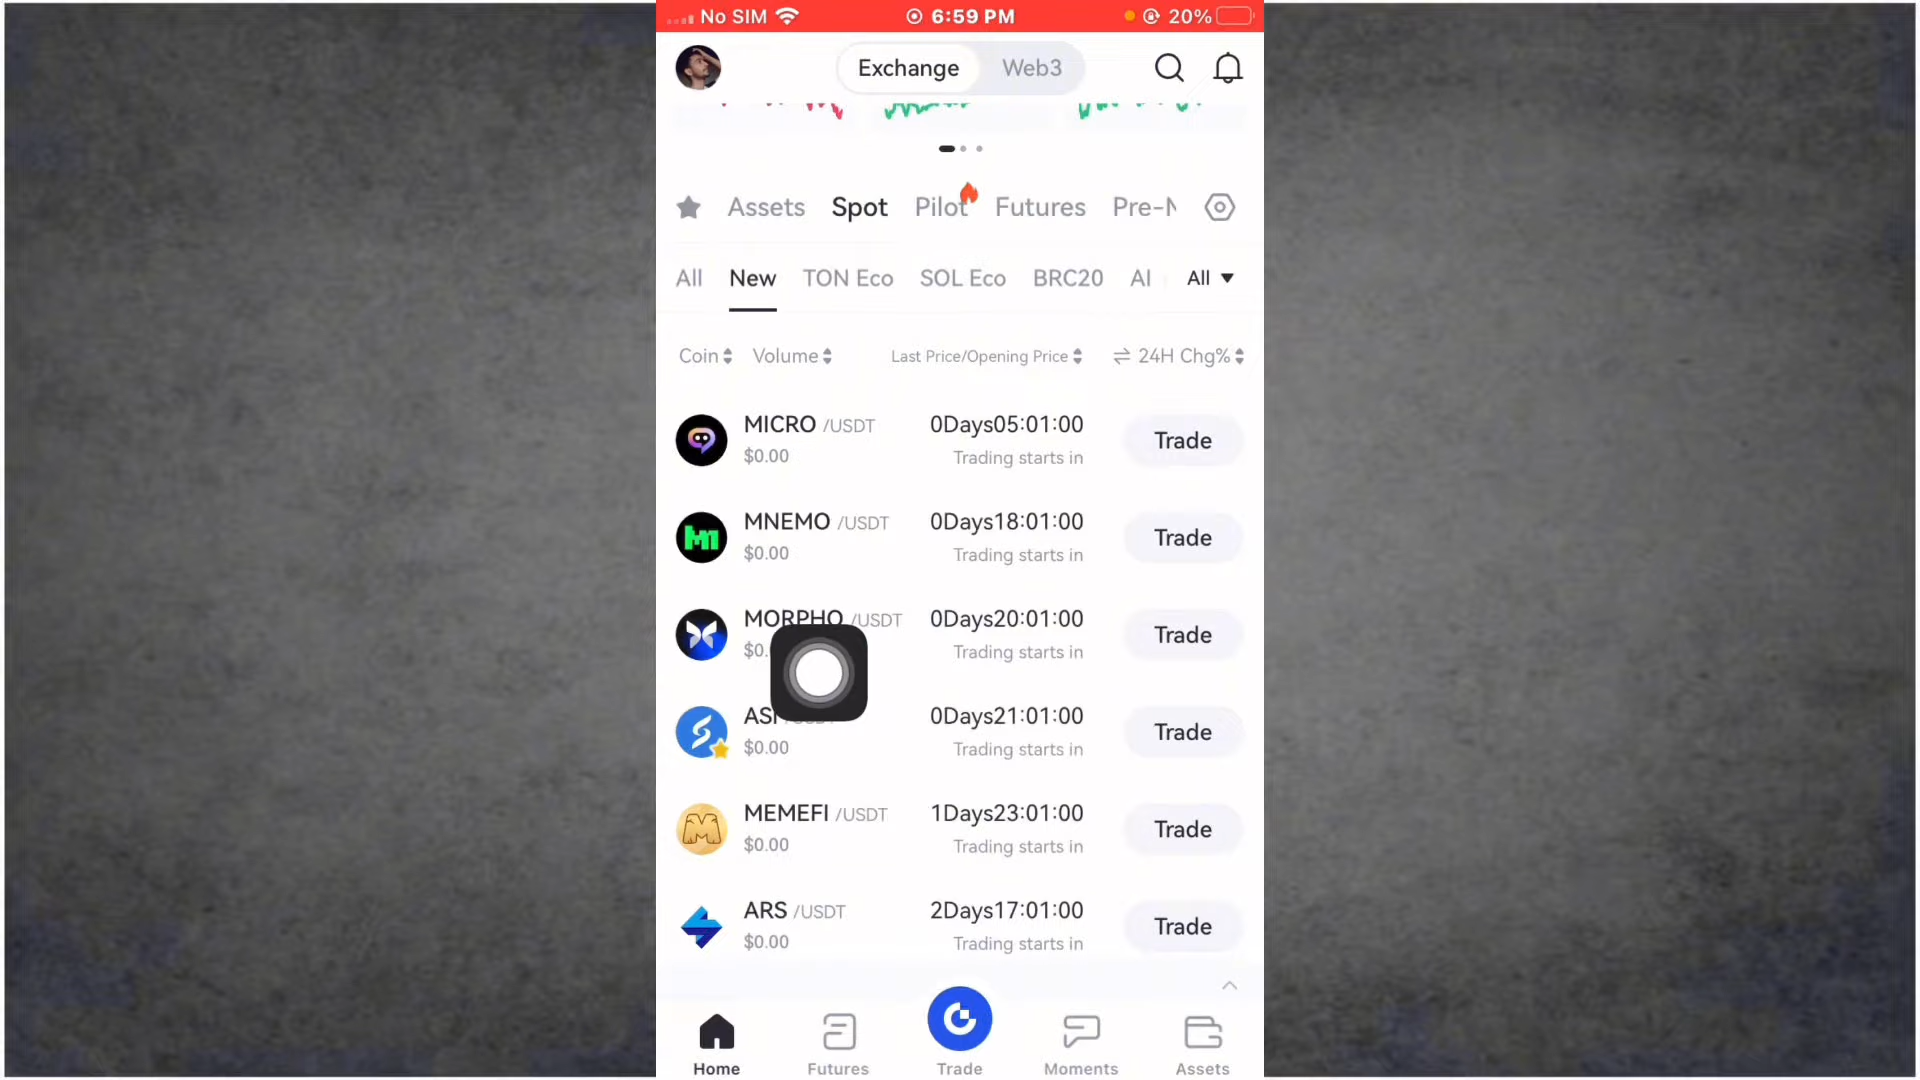 No SIM 6:59 PM 20%
Exchange Web3
Assets Spot Pilot Futures Pre-M
All New TON Eco SOL Eco BRC20 AI All
Coin Volume Last Price/Opening Price 24H Chg%
MICRO /USDT 0Days05:01:00 Trade
$0.00 Trading starts in
MNEMO /USDT 0Days18:01:00 Trade
$0.00 Trading starts in
MORPHO /USDT 0Days20:01:00 Trade
$0. Trading starts in
ASI /USDT 0Days21:01:00 Trade
$0.00 Trading starts in
MEMEFI /USDT 1Days23:01:00 Trade
$0.00 Trading starts in
ARS /USDT 2Days17:01:00 Trade
$0.00 Trading starts in
Home Futures Trade Moments Assets